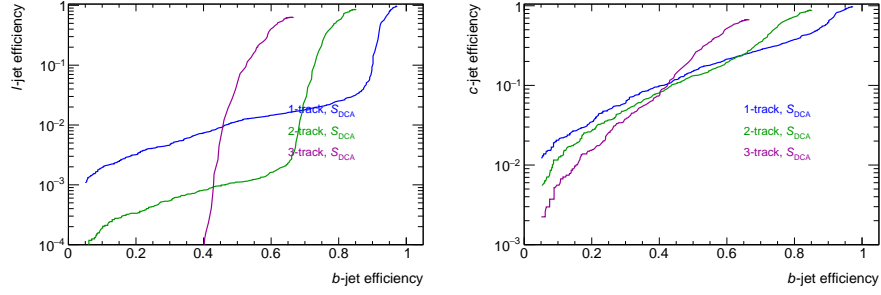 l-jet efficiency
1
10⁻¹
10⁻²
10⁻³
10⁻⁴
1-track, S_DCA
2-track, S_DCA
3-track, S_DCA
0 0.2 0.4 0.6 0.8 1
b-jet efficiency
c-jet efficiency
1
10⁻¹
10⁻²
10⁻³
1-track, S_DCA
2-track, S_DCA
3-track, S_DCA
0 0.2 0.4 0.6 0.8 1
b-jet efficiency